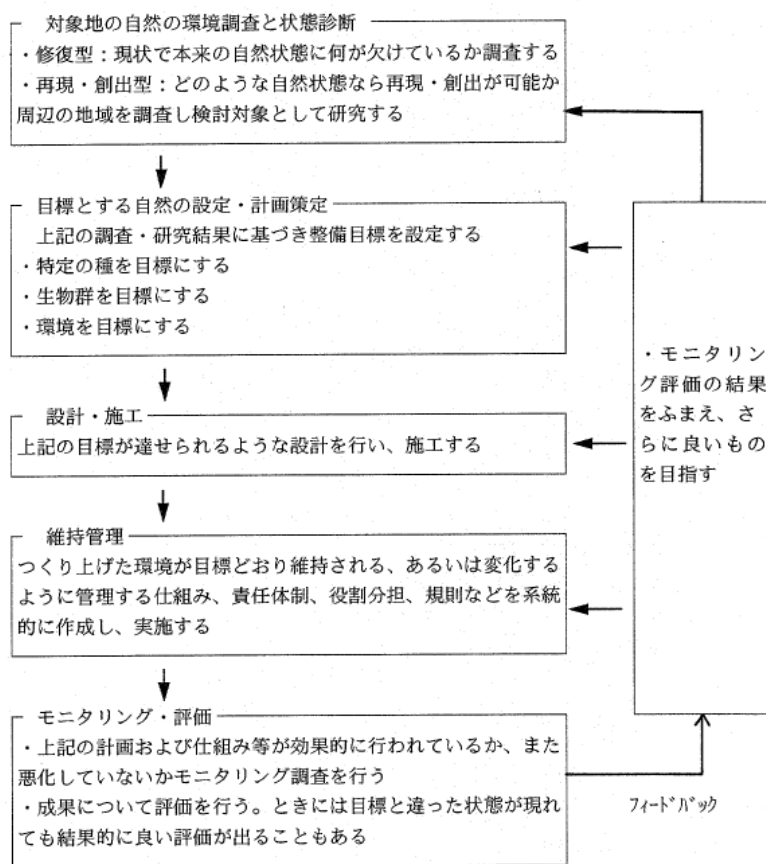 対象地の自然の環境調査と状態診断
・修復型：現状で本来の自然状態に何が欠けているか調査する
・再現・創出型：どのような自然状態なら再現・創出が可能か
周辺の地域を調査し検討対象として研究する
目標とする自然の設定・計画策定
上記の調査・研究結果に基づき整備目標を設定する
・特定の種を目標にする
・生物群を目標にする
・環境を目標にする
設計・施工
上記の目標が達せられるような設計を行い、施工する
維持管理
つくり上げた環境が目標どおり維持される、あるいは変化する
ように管理する仕組み、責任体制、役割分担、規則などを系統
的に作成し、実施する
モニタリング・評価
・上記の計画および仕組み等が効果的に行われているか、また
悪化していないかモニタリング調査を行う
・成果について評価を行う。ときには目標と違った状態が現れ
ても結果的に良い評価が出ることもある
・モニタリン
グ評価の結果
をふまえ、さ
らに良いもの
を目指す
フィードバック